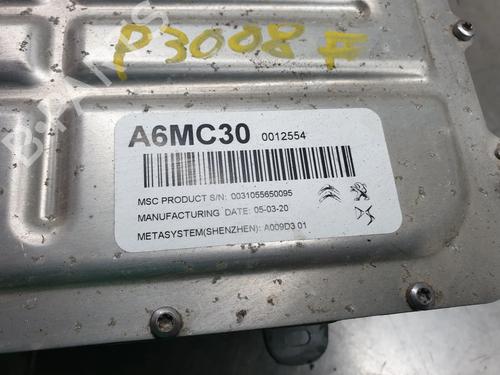 P3008
A6MC30 0012554
MSC PRODUCT S/N: 0031055650095
MANUFACTURING DATE: 05-03-20
METASYSTEM(SHENZHEN): A009D3 01